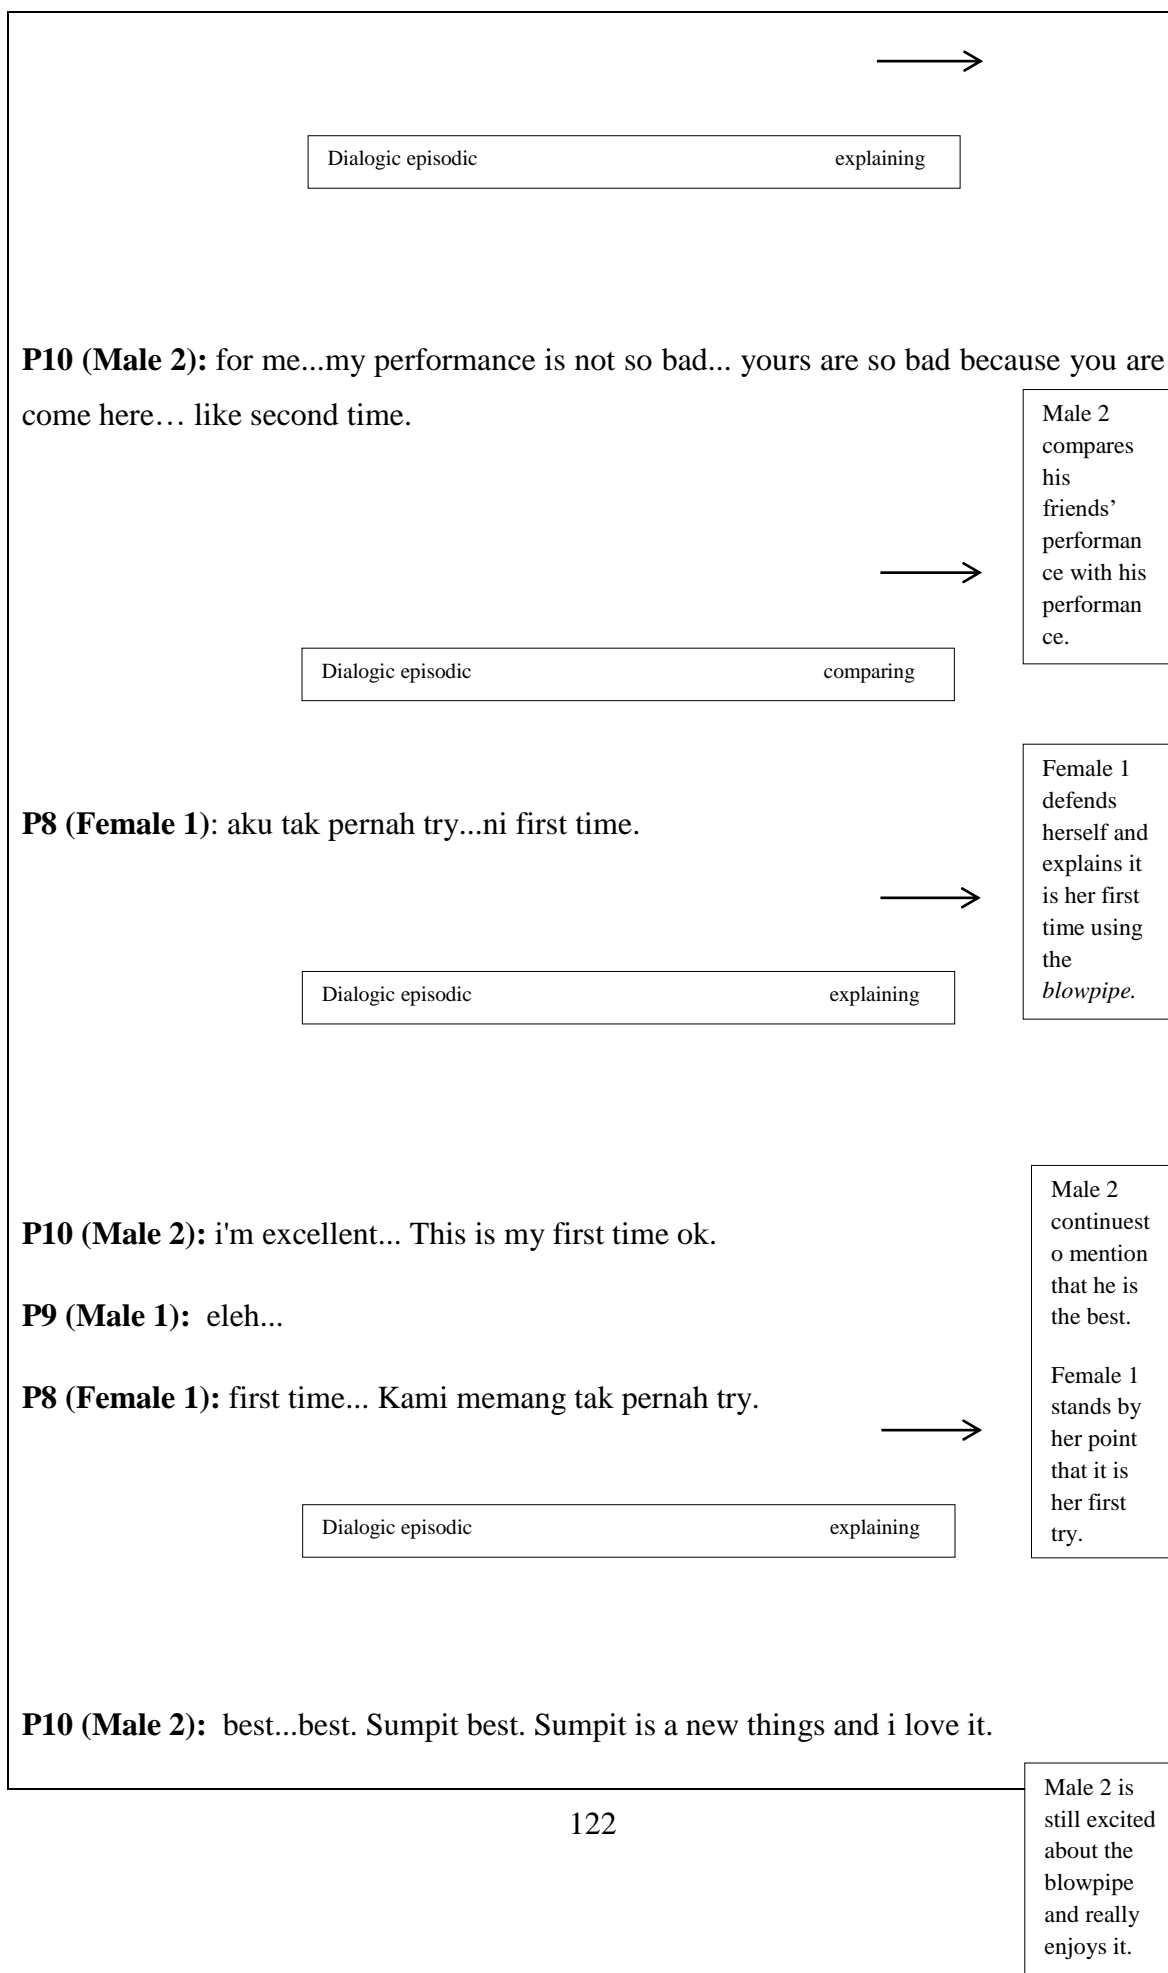 Dialogic episodic explaining
P10 (Male 2): for me...my performance is not so bad... yours are so bad because you are
come here… like second time.
Male 2
compares
his
friends’
performan
ce with his
performan
ce.
Dialogic episodic comparing
Female 1
defends
herself and
explains it
is her first
time using
the
blowpipe.
P8 (Female 1): aku tak pernah try...ni first time.
Dialogic episodic explaining
Male 2
continuest
o mention
that he is
the best.
Female 1
stands by
her point
that it is
her first
try.
P10 (Male 2): i'm excellent... This is my first time ok.
P9 (Male 1): eleh...
P8 (Female 1): first time... Kami memang tak pernah try.
Dialogic episodic explaining
P10 (Male 2): best...best. Sumpit best. Sumpit is a new things and i love it.
Male 2 is
still excited
about the
blowpipe
and really
enjoys it.
122